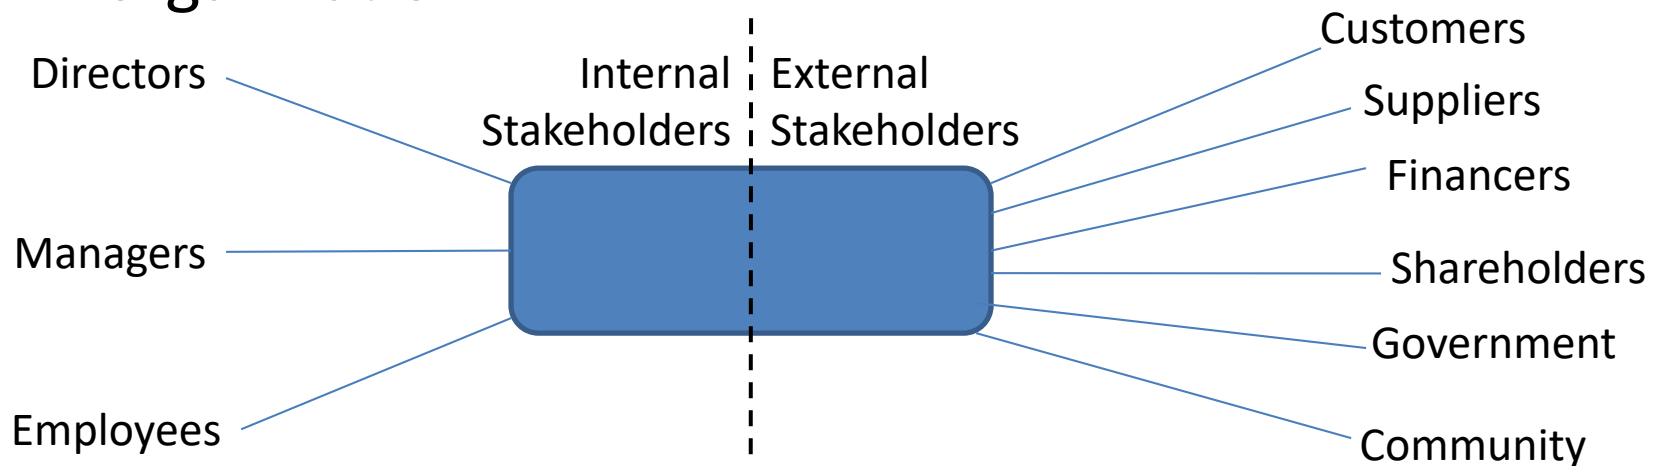 Directors
Managers
Employees
Internal
Stakeholders
External
Stakeholders
Customers
Suppliers
Financers
Shareholders
Government
Community